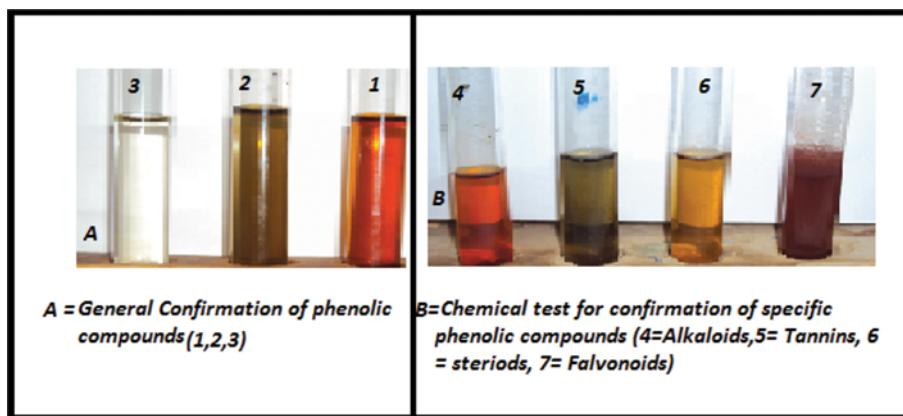 3 2 1
A
A = General Confirmation of phenolic
compounds(1,2,3)
4 5 6 7
B
B= Chemical test for confirmation of specific
phenolic compounds (4=Alkaloids,5= Tannins, 6
= steriods, 7= Falvonoids)